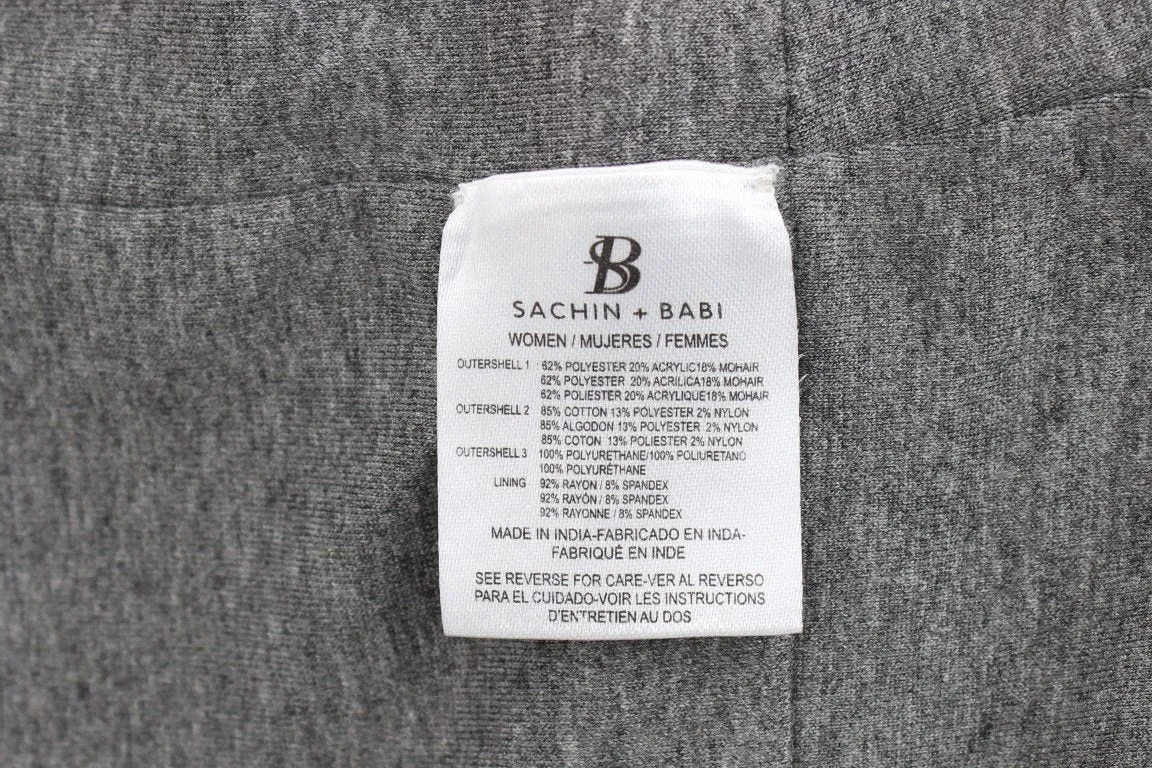 SB
SACHIN + BABI
WOMEN / MUJERES / FEMMES
OUTERSHELL 1 : 62% POLYESTER 20% ACRYLIC18% MOHAIR
62% POLYESTER 20% ACRILICA18% MOHAIR
62% POLIESTER 20% ACRYLIQUE18% MOHAIR
OUTERSHELL 2 85% COTTON 13% POLYESTER 2% NYLON
85% ALGODON 13% POLYESTER 2% NYLON
85% COTON 13% POLIESTER 2% NYLON
OUTERSHELL 3 100% POLYURETHANE/100% POLIURETANO
100% POLYURÉTHANE
LINING 92% RAYON / 8% SPANDEX
92% RAYÓN / 8% SPANDEX
92% RAYONNE / 8% SPANDEX
MADE IN INDIA-FABRICADO EN INDA-
FABRIQUÉ EN INDE
SEE REVERSE FOR CARE-VER AL REVERSO
PARA EL CUIDADO-VOIR LES INSTRUCTIONS
D'ENTRETIEN AU DOS